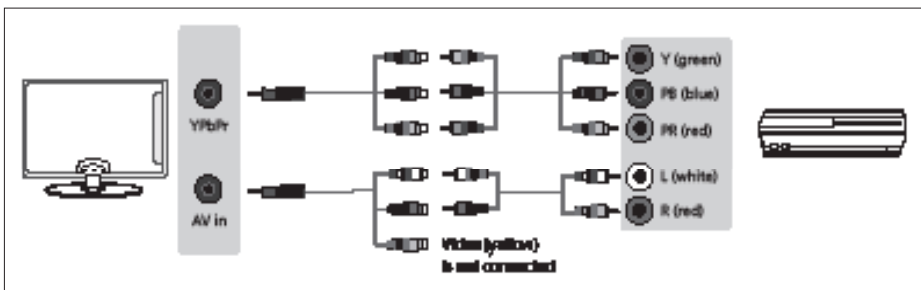 YPbPr
AV in
Y (green)
PB (blue)
PR (red)
L (white)
R (red)
Video (yellow)
is not connected